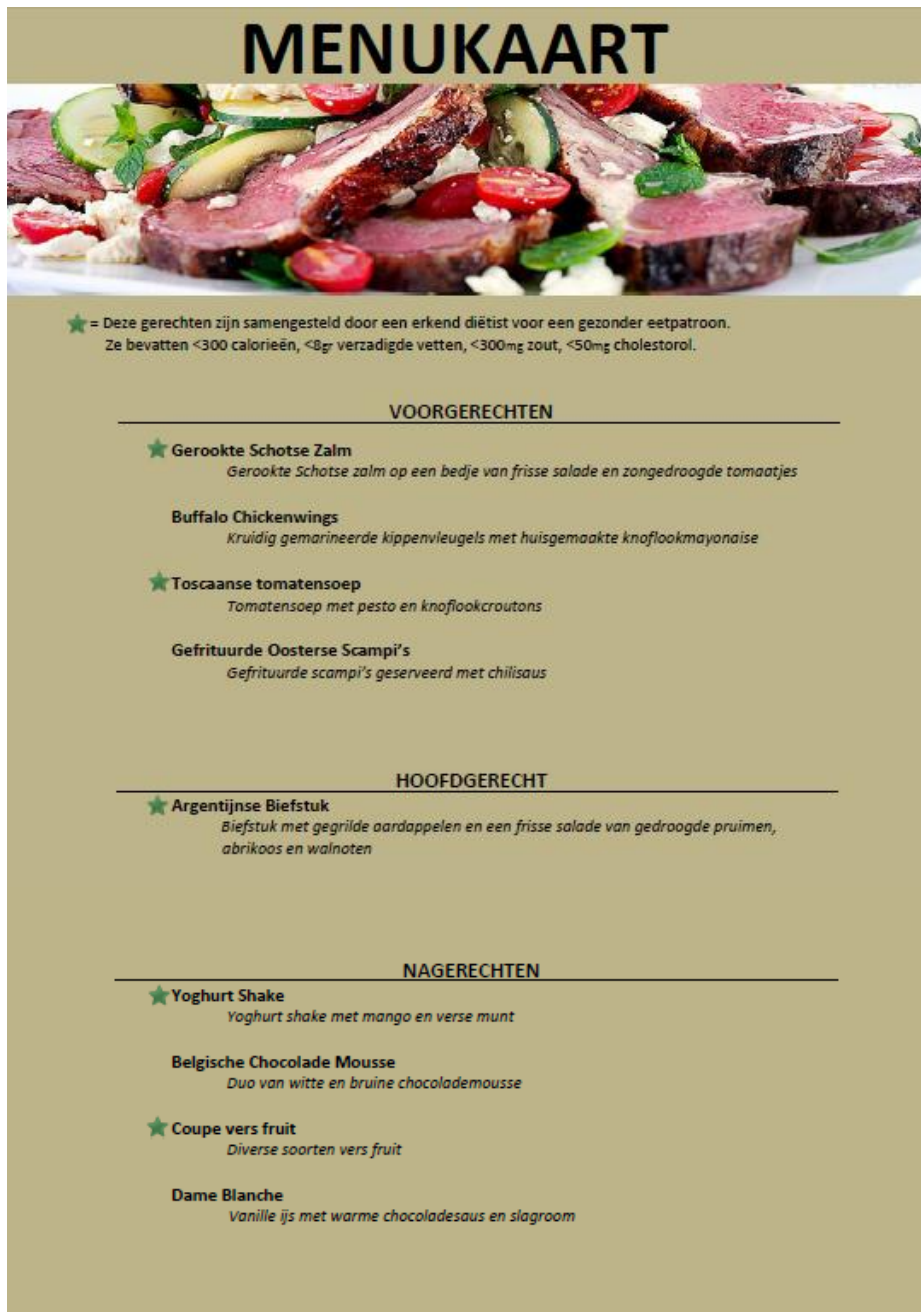 MENUKAART
= Deze gerechten zijn samengesteld door een erkend diëtist voor een gezonder eetpatroon.
Ze bevatten <300 calorieën, <8gr verzadigde vetten, <300mg zout, <50mg cholestorol.
VOORGERECHTEN
Gerookte Schotse Zalm
Gerookte Schotse zalm op een bedje van frisse salade en zongedroogde tomaatjes
Buffalo Chickenwings
Kruidig gemarineerde kippenvleugels met huisgemaakte knoflookmayonaise
Toscaanse tomatensoep
Tomatensoep met pesto en knoflookcroutons
Gefrituurde Oosterse Scampi's
Gefrituurde scampi's geserveerd met chilisaus
HOOFDGERECHT
Argentijnse Biefstuk
Biefstuk met gegrilde aardappelen en een frisse salade van gedroogde pruimen,
abrikoos en walnoten
NAGERECHTEN
Yoghurt Shake
Yoghurt shake met mango en verse munt
Belgische Chocolade Mousse
Duo van witte en bruine chocolademousse
Coupe vers fruit
Diverse soorten vers fruit
Dame Blanche
Vanille ijs met warme chocoladesaus en slagroom